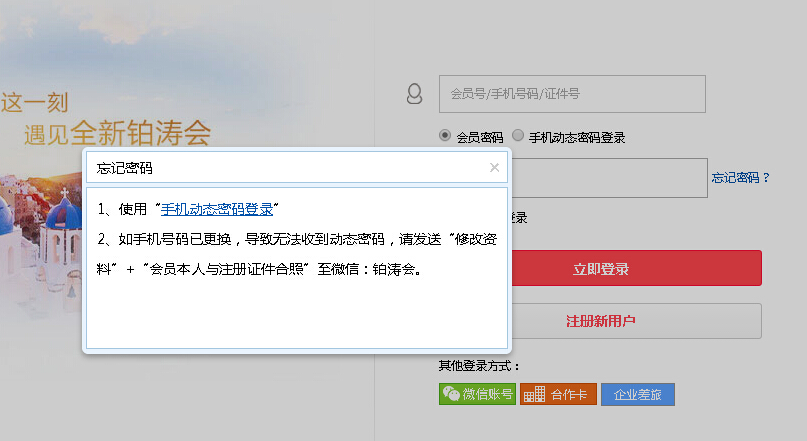 这一刻
遇见全新铂涛会
会员号/手机号码/证件号
会员密码 手机动态密码登录
忘记密码？
登录
立即登录
注册新用户
其他登录方式：
微信账号 合作卡 企业差旅
忘记密码 ×
1、使用“手机动态密码登录”
2、如手机号码已更换，导致无法收到动态密码，请发送“修改资
料”+“会员本人与注册证件合照”至微信：铂涛会。